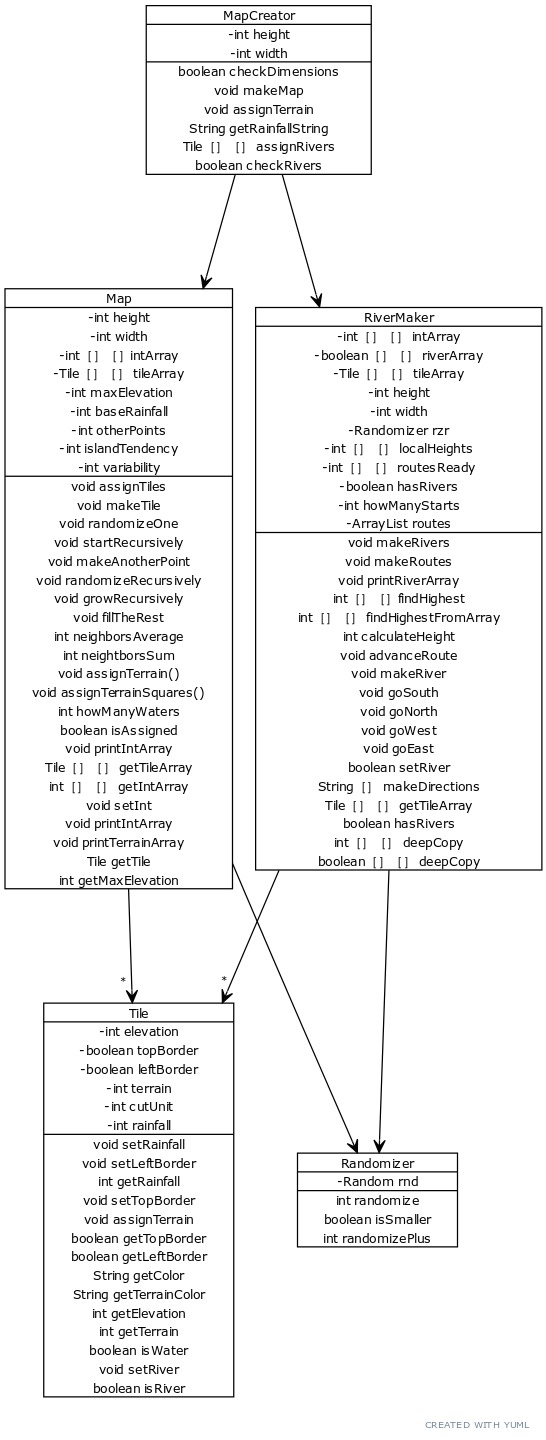 MapCreator
-int height
-int width
boolean checkDimensions
void makeMap
void assignTerrain
String getRainfallString
Tile [] [] assignRivers
boolean checkRivers
Map
-int height
-int width
-int [] [] intArray
-Tile [] [] tileArray
-int maxElevation
-int baseRainfall
-int otherPoints
-int islandTendency
-int variability
void assignTiles
void makeTile
void randomizeOne
void startRecursively
void makeAnotherPoint
void randomizeRecursively
void growRecursively
void fillTheRest
int neighborsAverage
int neightborsSum
void assignTerrain()
void assignTerrainSquares()
int howManyWaters
boolean isAssigned
void printIntArray
Tile [] [] getTileArray
int [] [] getIntArray
void setInt
void printIntArray
void printTerrainArray
Tile getTile
int getMaxElevation
RiverMaker
-int [] [] intArray
-boolean [] [] riverArray
-Tile [] [] tileArray
-int height
-int width
-Randomizer rzr
-int [] [] localHeights
-int [] [] routesReady
-boolean hasRivers
-int howManyStarts
-ArrayList routes
void makeRivers
void makeRoutes
void printRiverArray
int [] [] findHighest
int [] [] findHighestFromArray
int calculateHeight
void advanceRoute
void makeRiver
void goSouth
void goNorth
void goWest
void goEast
boolean setRiver
String [] makeDirections
Tile [] [] getTileArray
boolean hasRivers
int [] [] deepCopy
boolean [] [] deepCopy
*
*
Tile
-int elevation
-boolean topBorder
-boolean leftBorder
-int terrain
-int cutUnit
-int rainfall
void setRainfall
void setLeftBorder
int getRainfall
void setTopBorder
void assignTerrain
boolean getTopBorder
boolean getLeftBorder
String getColor
String getTerrainColor
int getElevation
int getTerrain
boolean isWater
void setRiver
boolean isRiver
Randomizer
-Random rnd
int randomize
boolean isSmaller
int randomizePlus
CREATED WITH YUML